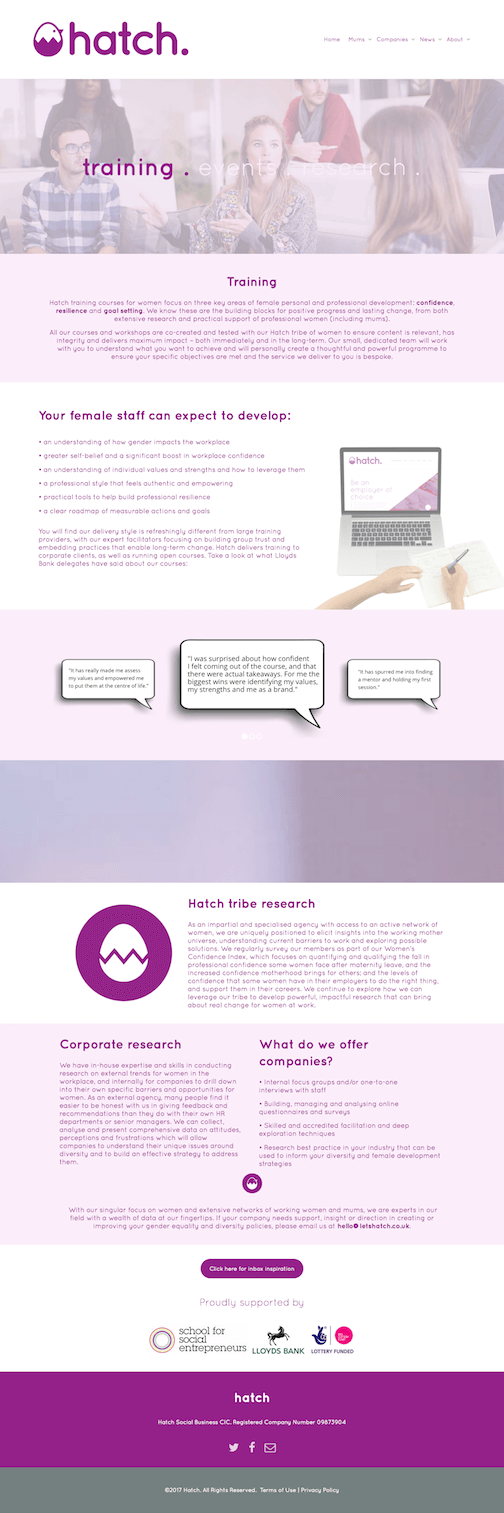 hatch.
Home Mums Companies News About
training . events . research .
Training
Hatch training courses for women focus on three key areas of female personal and professional development: confidence,
resilience and goal setting. We know these are the building blocks for positive progress and lasting change, from both
extensive research and practical support of professional women (including mums).
All our courses and workshops are co-created and tested with our Hatch tribe of women to ensure content is relevant, has
integrity and delivers maximum impact – both immediately and in the long-term. Our small, dedicated team will work
with you to understand what you want to achieve and will personally create a thoughtful and powerful programme to
ensure your specific objectives are met and the service we deliver to you is bespoke.
Your female staff can expect to develop:
• an understanding of how gender impacts the workplace
• greater self-belief and a significant boost in workplace confidence
• an understanding of individual values and strengths and how to leverage them
• a professional style that feels authentic and empowering
• practical tools to help build professional resilience
• a clear roadmap of measurable actions and goals
hatch.
Be an
employer of
choice
You will find our delivery style is refreshingly different from large training
providers, with our expert facilitators focusing on building group trust and
embedding practices that enable long-term change. Hatch delivers training to
corporate clients, as well as running open courses. Take a look at what Lloyds
Bank delegates have said about our courses:
"It has really made me assess
my values and empowered me
to put them at the centre of life."
"I was surprised about how confident
I felt coming out of the course, and that
there were actual takeaways. For me the
biggest wins were identifying my values,
my strengths and me as a brand."
"It has spurred me into finding
a mentor and holding my first
session."
Hatch tribe research
As an impartial and specialised agency with access to an active network of
women, we are uniquely positioned to elicit insights into the working mother
universe, understanding current barriers to work and exploring possible
solutions. We regularly survey our members as part of our Women's
Confidence Index, which focuses on quantifying and qualifying the fall in
professional confidence some women face after maternity leave, and the
increased confidence motherhood brings for others; and the levels of
confidence that some women have in their employers to do the right thing,
and support them in their careers. We continue to explore how we can
leverage our tribe to develop powerful, impactful research that can bring
about real change for women at work.
Corporate research
We have in-house expertise and skills in conducting
research on external trends for women in the
workplace, and internally for companies to drill down
into their own specific barriers and opportunities for
women. As an external agency, many people find it
easier to be honest with us in giving feedback and
recommendations than they do with their own HR
departments or senior managers. We can collect,
analyse and present comprehensive data on attitudes,
perceptions and frustrations which will allow
companies to understand their unique issues around
diversity and to build an effective strategy to address
them.
What do we offer
companies?
• Internal focus groups and/or one-to-one
interviews with staff
• Building, managing and analysing online
questionnaires and surveys
• Skilled and accredited facilitation and deep
exploration techniques
• Research best practice in your industry that can be
used to inform your diversity and female development
strategies
With our singular focus on women and extensive networks of working women and mums, we are experts in our
field with a wealth of data at our fingertips. If your company needs support, insight or direction in creating or
improving your gender equality and diversity policies, please email us at hello@letshatch.co.uk.
Click here for inbox inspiration
Proudly supported by
school for
social
entrepreneurs
LLOYDS BANK
LOTTERY FUNDED
hatch
Hatch Social Business CIC. Registered Company Number 09873904
©2017 Hatch. All Rights Reserved. Terms of Use | Privacy Policy